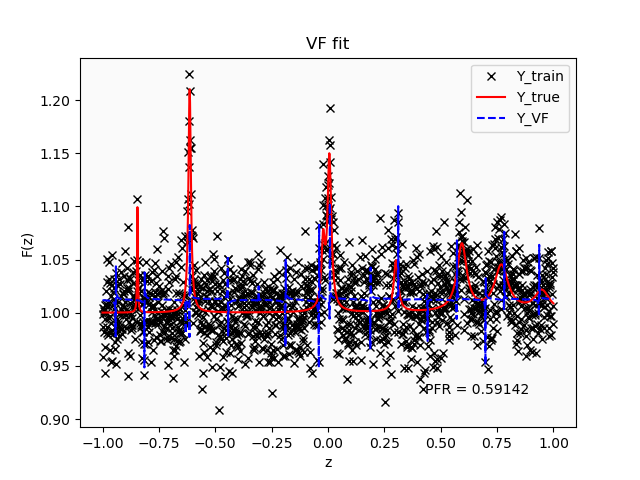 VF fit
Y_train
Y_true
Y_VF
F(z)
1.20
1.15
1.10
1.05
1.00
0.95
0.90
PFR = 0.59142
−1.00 −0.75 −0.50 −0.25 0.00 0.25 0.50 0.75 1.00
z